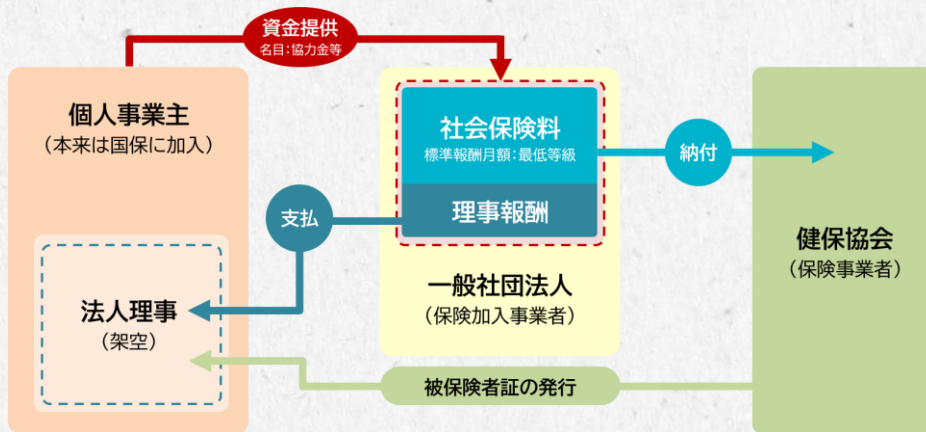 資金提供
名目：協力金等
個人事業主
（本来は国保に加入）
社会保険料
標準報酬月額：最低等級
納付
理事報酬
支払
健保協会
（保険事業者）
一般社団法人
（保険加入事業者）
法人理事
（架空）
被保険者証の発行